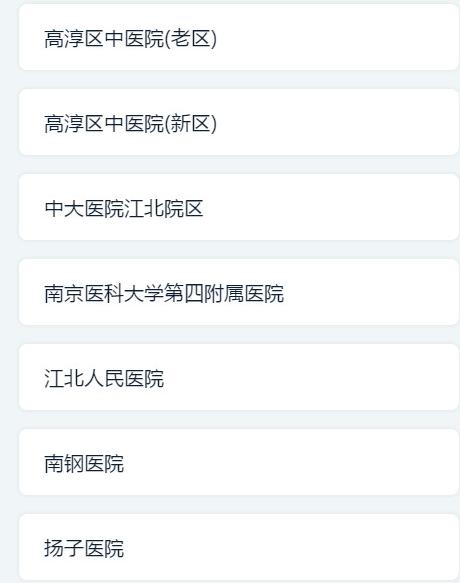 高淳区中医院(老区)
高淳区中医院(新区)
中大医院江北院区
南京医科大学第四附属医院
江北人民医院
南钢医院
扬子医院